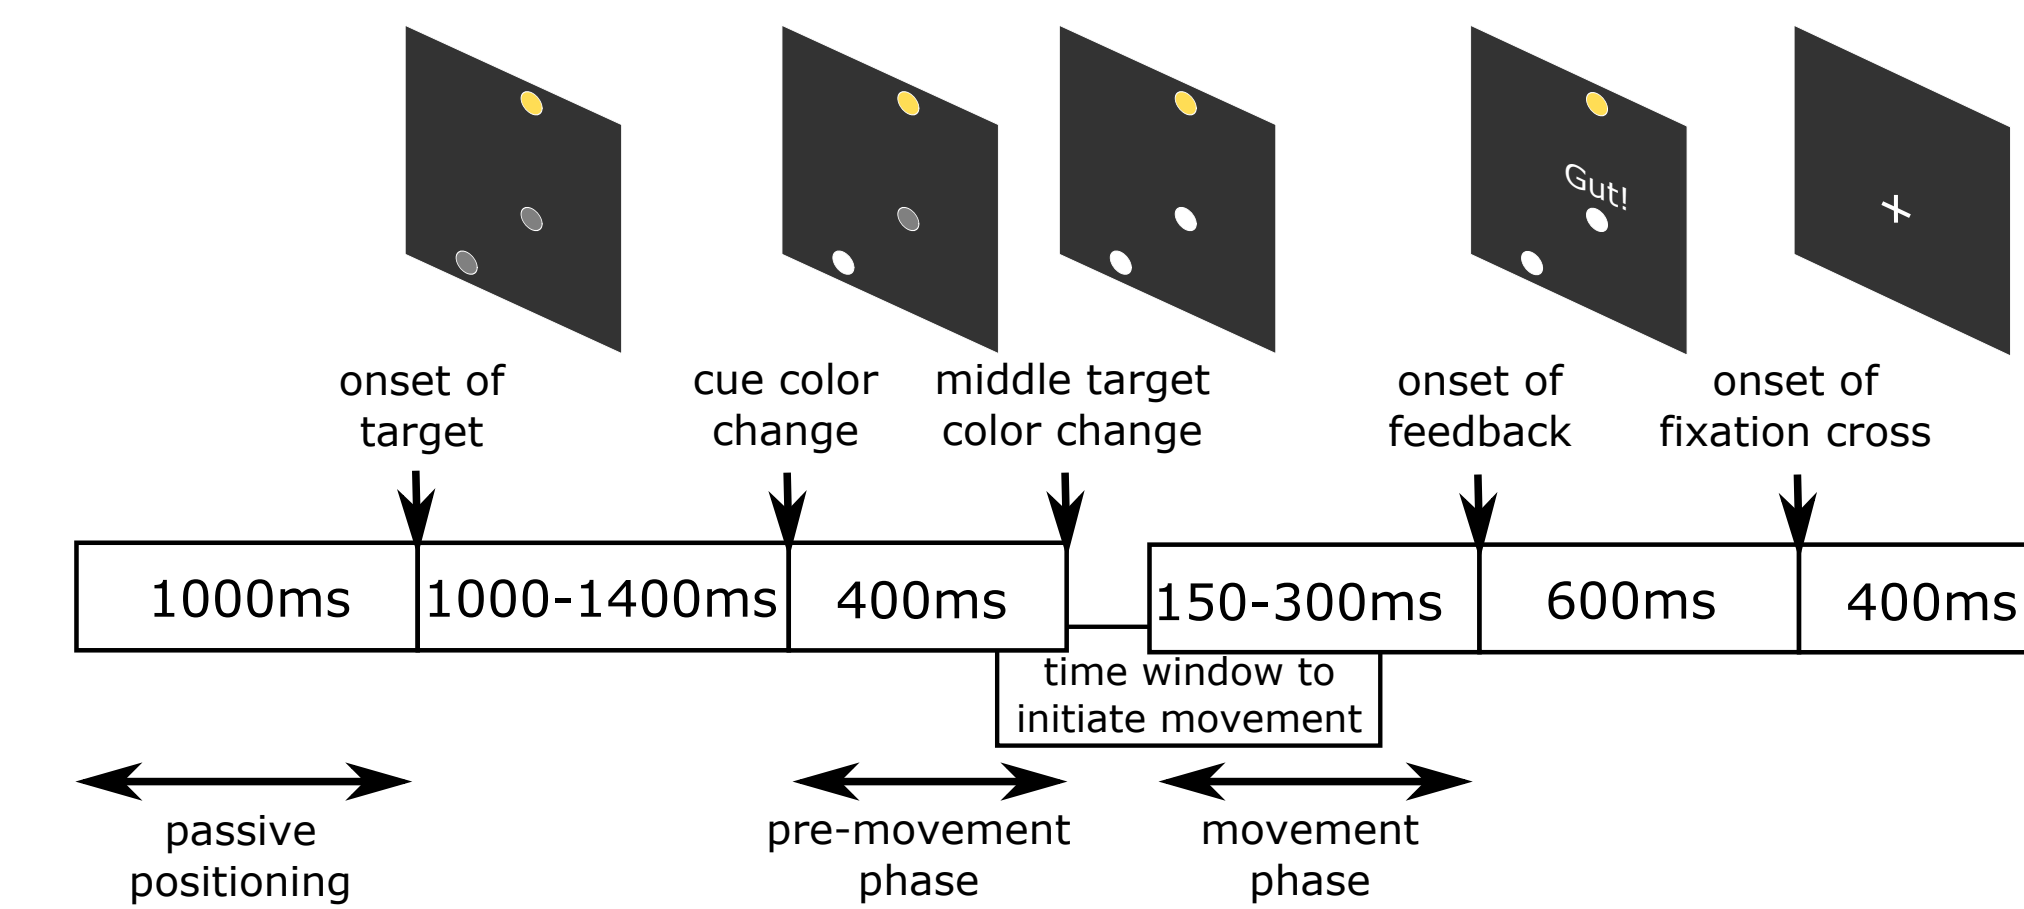 Gut!
onset of
target
cue color
change
middle target
color change
onset of
feedback
onset of
fixation cross
1000ms
1000-1400ms
400ms
150-300ms
600ms
400ms
time window to
initiate movement
passive
positioning
pre-movement
phase
movement
phase